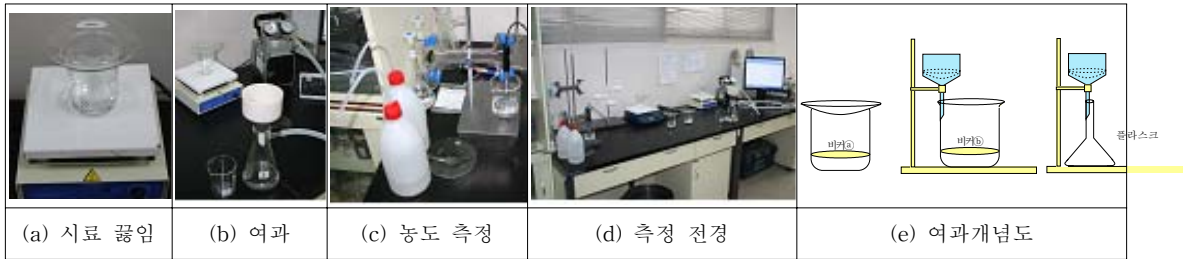 비커ⓐ
비커ⓑ
플라스크
(a) 시료 끓임
(b) 여과
(c) 농도 측정
(d) 측정 전경
(e) 여과개념도